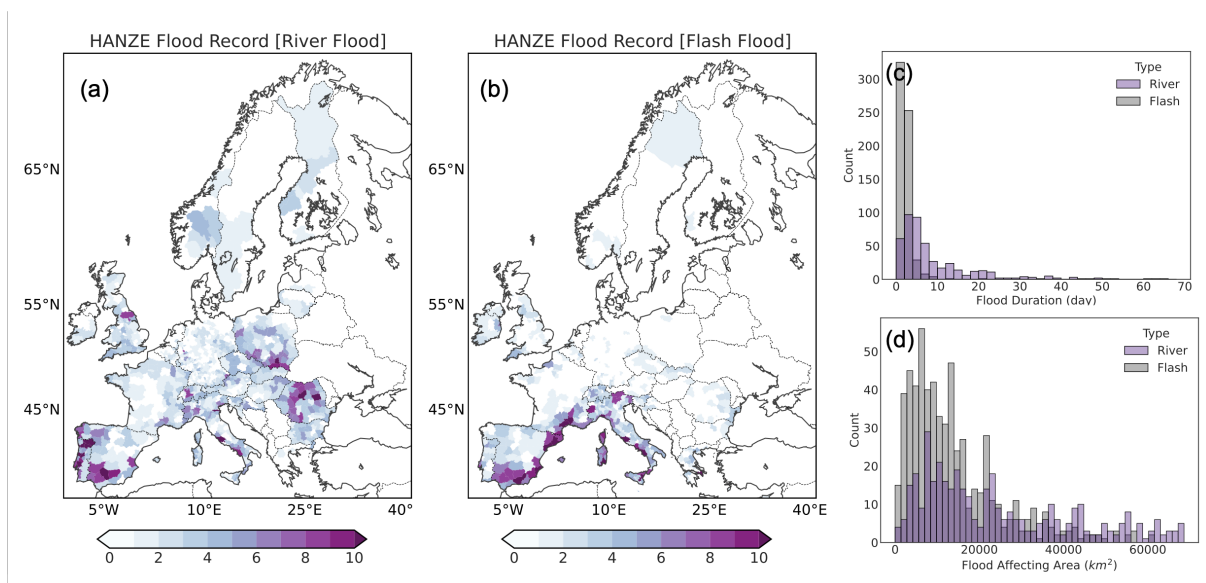 HANZE Flood Record [River Flood]
(a)
65°N
55°N
45°N
5°W 10°E 25°E 40°
0 2 4 6 8 10
HANZE Flood Record [Flash Flood]
(b)
65°N
55°N
45°N
5°W 10°E 25°E 40°
0 2 4 6 8 10
(c)
Type
River
Flash
Count
300
250
200
150
100
50
0
0 10 20 30 40 50 60 70
Flood Duration (day)
(d)
Type
River
Flash
Count
50
40
30
20
10
0
0 20000 40000 60000
Flood Affecting Area (km²)